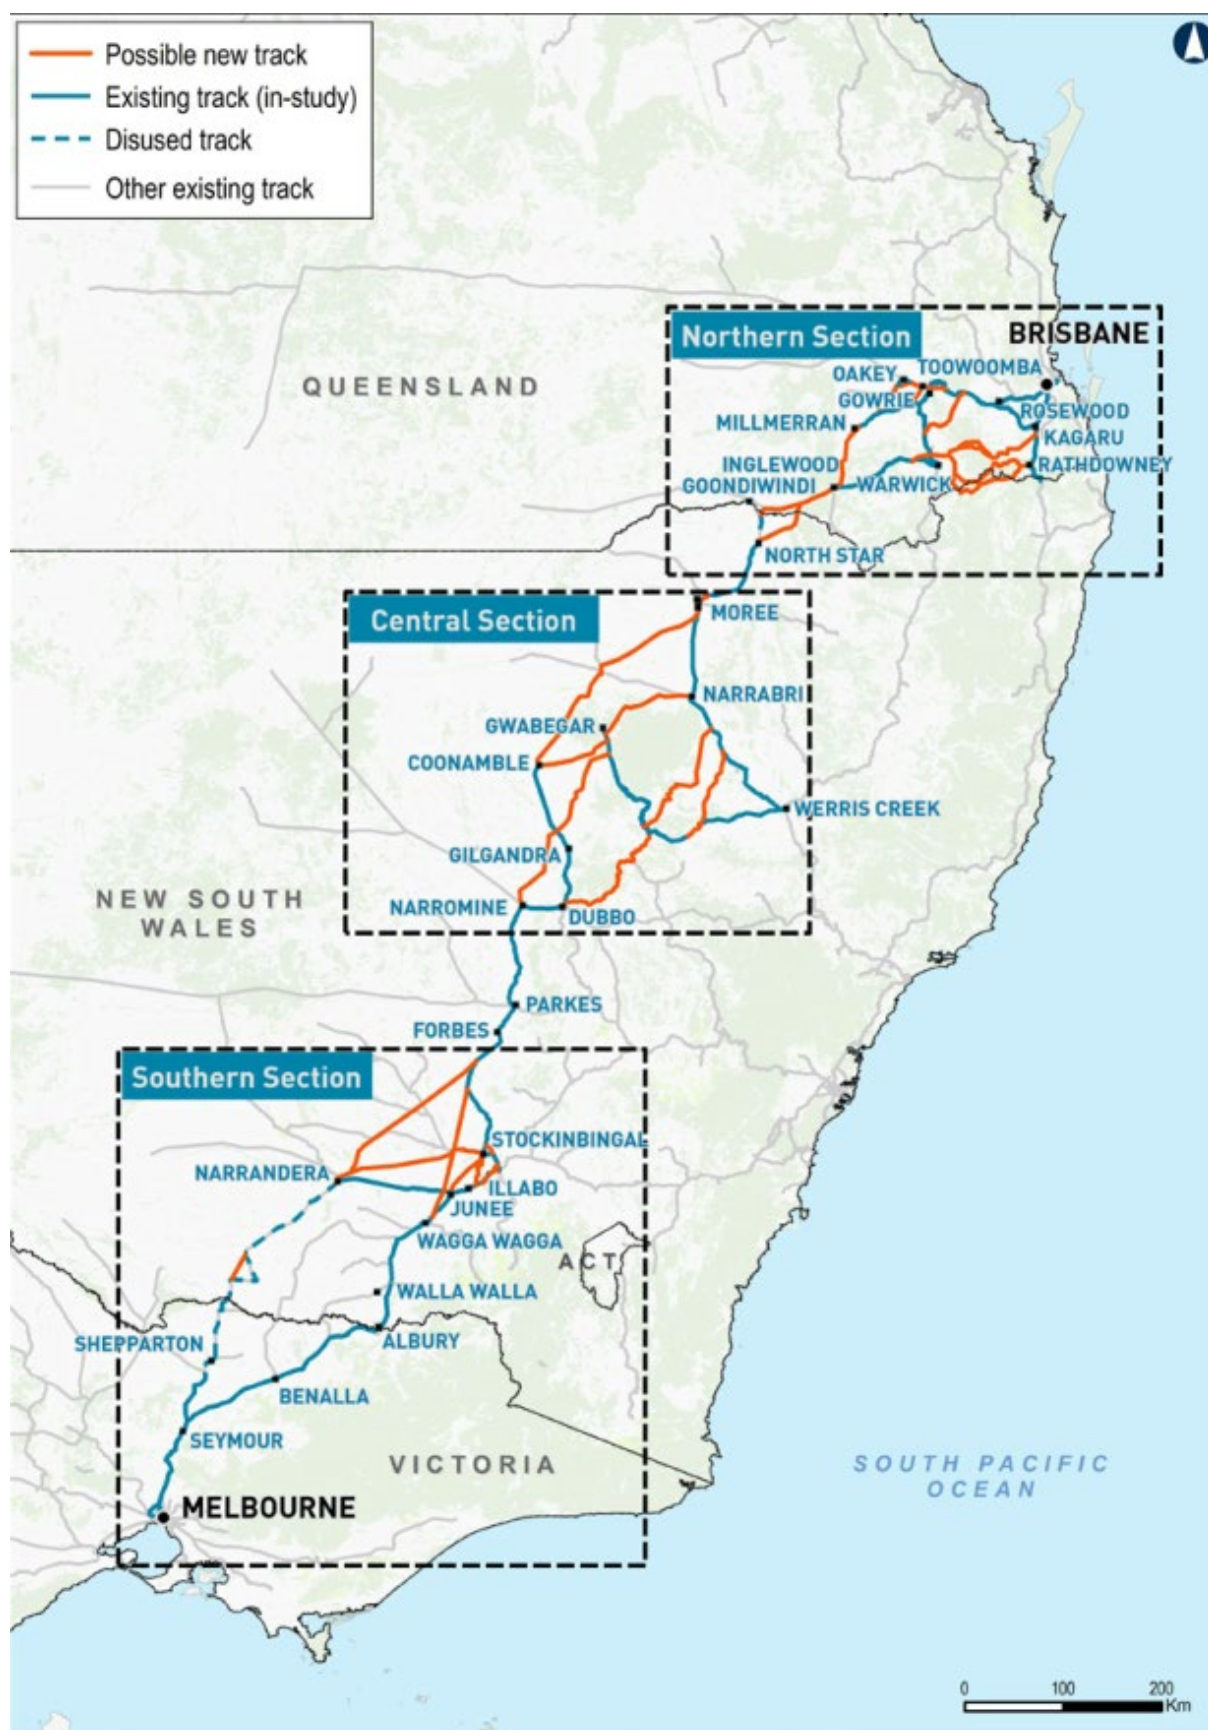 Possible new track
Existing track (in-study)
Disused track
Other existing track
Northern Section
BRISBANE
QUEENSLAND
OAKEY
TOOWOOMBA
GOWRIE
ROSEWOOD
MILLMERRAN
KAGARU
INGLEWOOD
RATHDOWNEY
GOONDIWINDI
WARWICK
NORTH STAR
Central Section
MOREE
NARRABRI
GWABEGAR
COONAMBLE
WERRIS CREEK
GILGANDRA
NEW SOUTH
WALES
NARROMINE
DUBBO
PARKES
FORBES
Southern Section
STOCKINBINGAL
NARRANDERA
ILLABO
JUNEE
WAGGA WAGGA
ACT
WALLA WALLA
SHEPPARTON
ALBURY
BENALLA
SEYMOUR
VICTORIA
SOUTH PACIFIC
OCEAN
MELBOURNE
0 100 200
Km